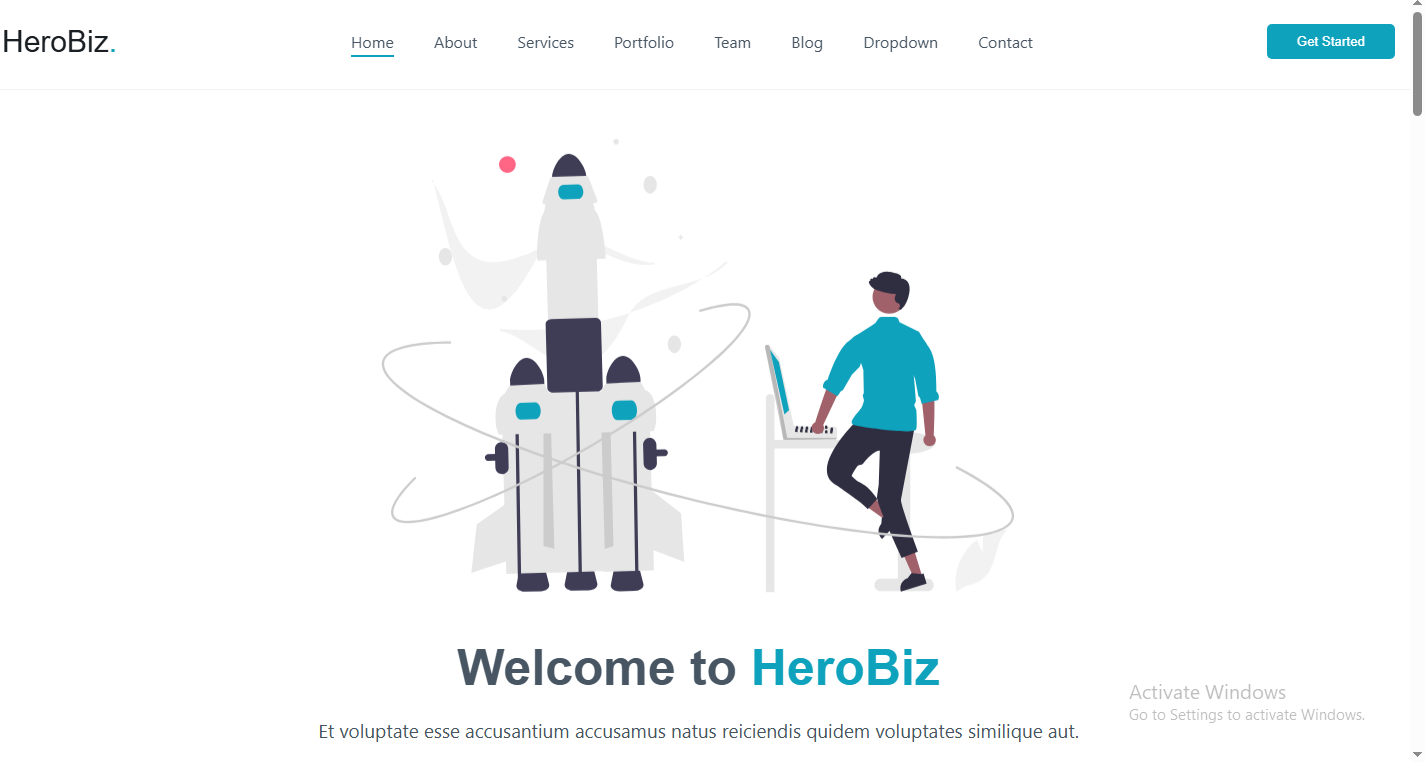 HeroBiz.
Home About Services Portfolio Team Blog Dropdown Contact
Get Started
Welcome to HeroBiz
Et voluptate esse accusantium accusamus natus reiciendis quidem voluptates similique aut.
Activate Windows
Go to Settings to activate Windows.